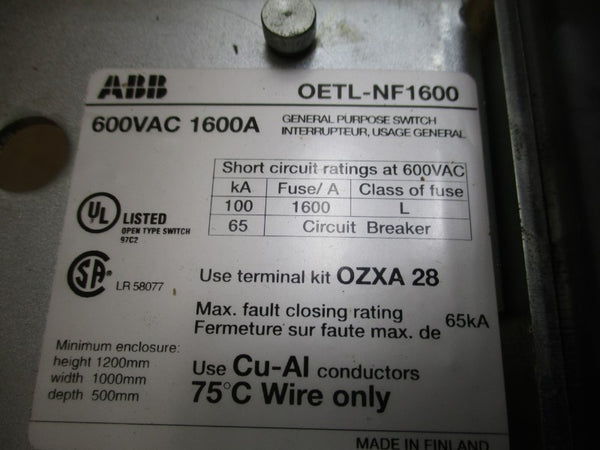 ABB OETL-NF1600
600VAC 1600A
GENERAL PURPOSE SWITCH
INTERRUPTEUR, USAGE GENERAL
Short circuit ratings at 600VAC
kA Fuse/ A Class of fuse
100 1600 L
65 Circuit Breaker
UL LISTED
OPEN TYPE SWITCH
97C2
SA
LR 58077
Use terminal kit OZXA 28
Max. fault closing rating
Fermeture sur faute max. de 65kA
Minimum enclosure:
height 1200mm
width 1000mm
depth 500mm
Use Cu-Al conductors
75°C Wire only
MADE IN FINLAND